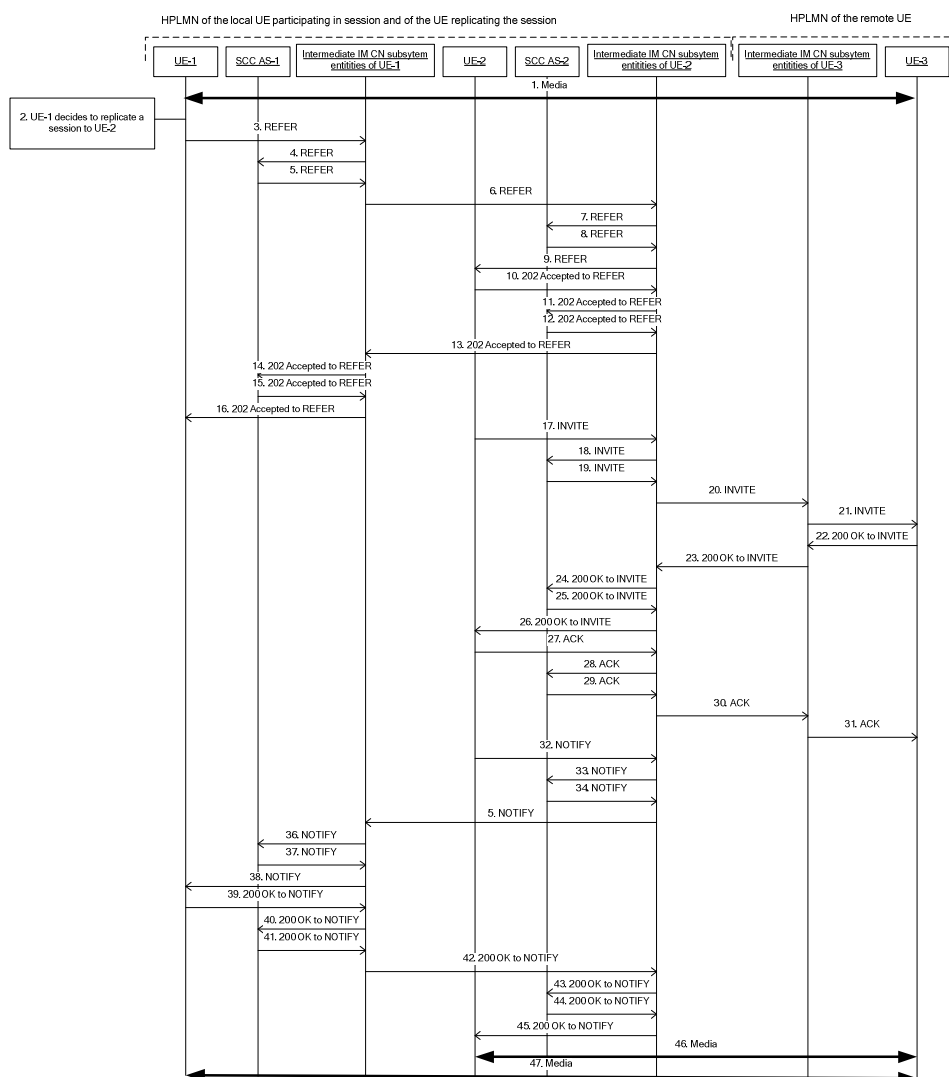 HPLMN of the local UE participating in session and of the UE replicating the session
HPLMN of the remote UE
UE-1
SCC AS-1
Intermediate IM CN subsytem
entitities of UE-1
UE-2
SCC AS-2
Intermediate IM CN subsytem
entitities of UE-2
Intermediate IM CN subsytem
entitities of UE-3
UE-3
1. Media
2. UE-1 decides to replicate a
session to UE-2
3. REFER
4. REFER
5. REFER
6. REFER
7. REFER
8. REFER
9. REFER
10. 202 Accepted to REFER
11. 202 Accepted to REFER
12. 202 Accepted to REFER
13. 202 Accepted to REFER
14. 202 Accepted to REFER
15. 202 Accepted to REFER
16. 202 Accepted to REFER
17. INVITE
18. INVITE
19. INVITE
20. INVITE
21. INVITE
22. 200 OK to INVITE
23. 200 OK to INVITE
24. 200 OK to INVITE
25. 200 OK to INVITE
26. 200 OK to INVITE
27. ACK
28. ACK
29. ACK
30. ACK
31. ACK
32. NOTIFY
33. NOTIFY
34. NOTIFY
5. NOTIFY
36. NOTIFY
37. NOTIFY
38. NOTIFY
39. 200 OK to NOTIFY
40. 200 OK to NOTIFY
41. 200 OK to NOTIFY
42. 200 OK to NOTIFY
43. 200 OK to NOTIFY
44. 200 OK to NOTIFY
45. 200 OK to NOTIFY
46. Media
47. Media